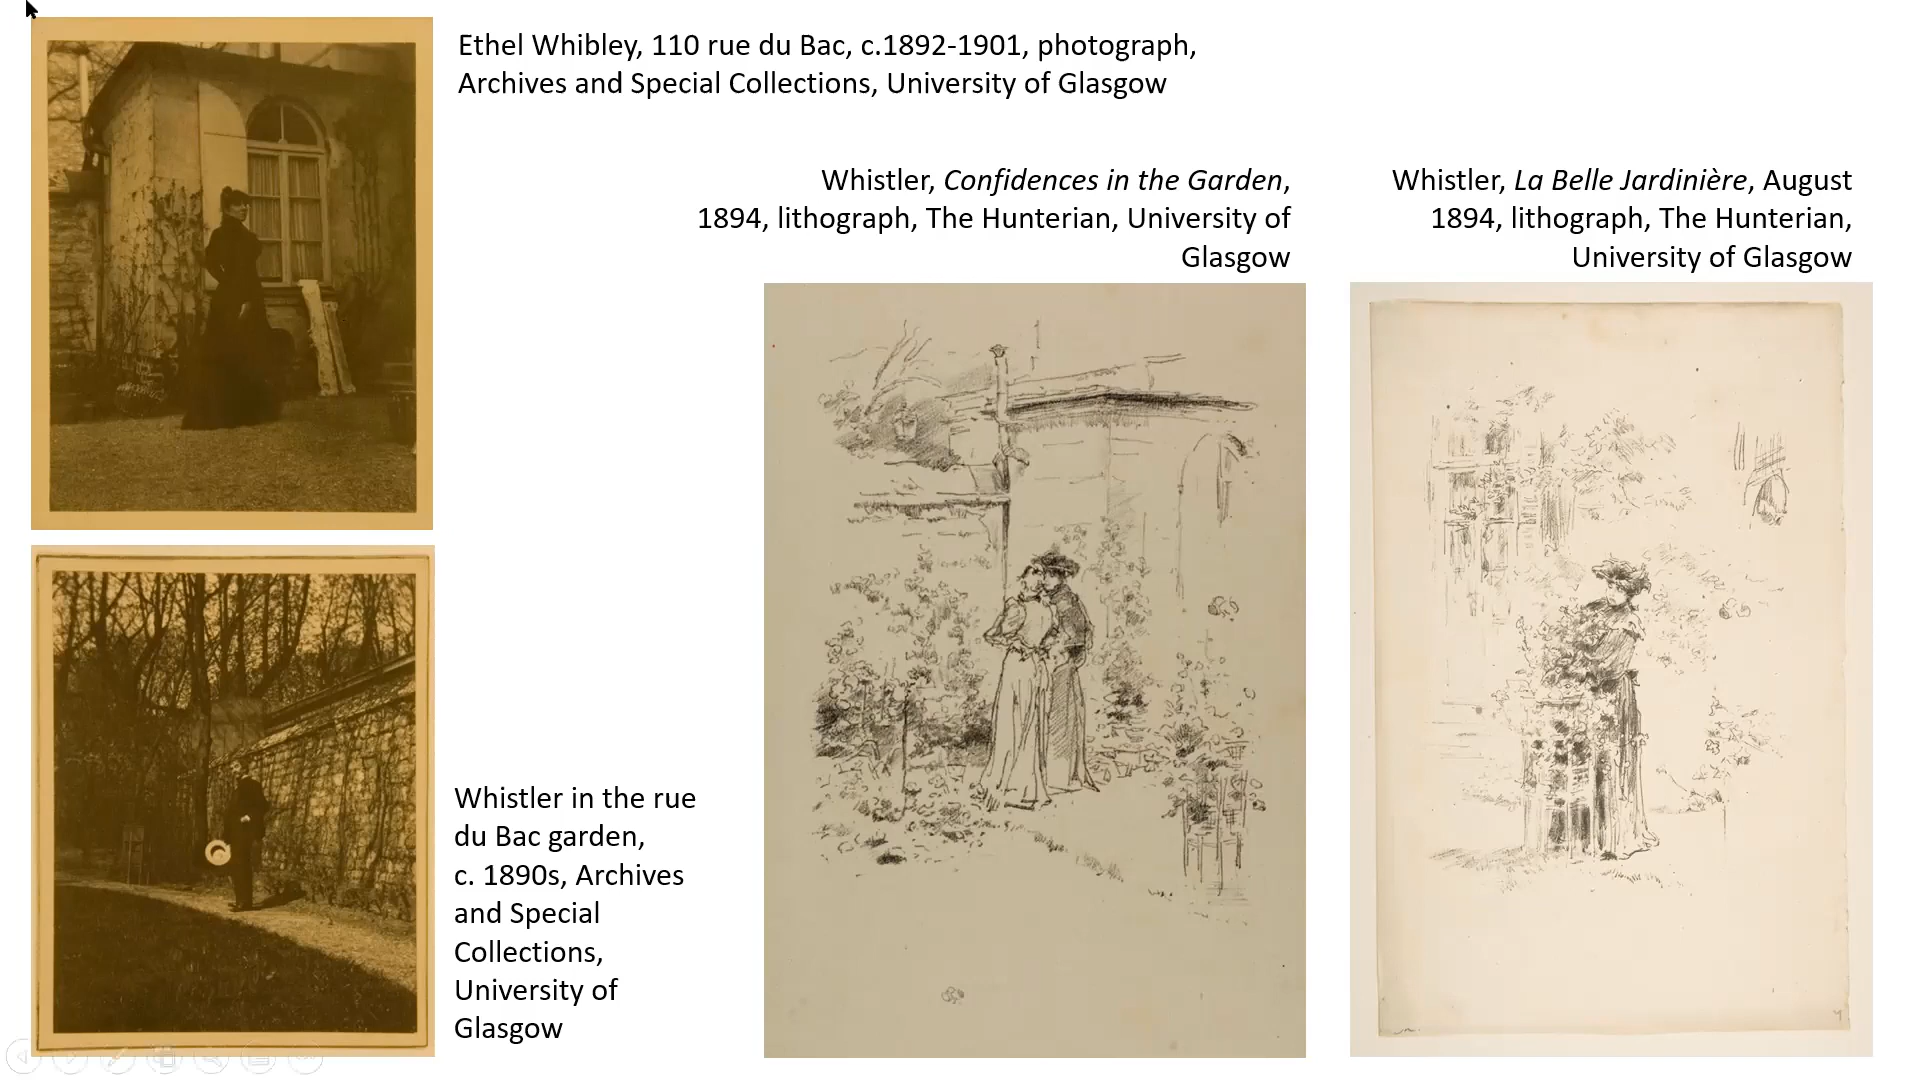 Ethel Whibley, 110 rue du Bac, c.1892-1901, photograph,
Archives and Special Collections, University of Glasgow
Whistler, Confidences in the Garden,
1894, lithograph, The Hunterian, University of
Glasgow
Whistler, La Belle Jardinière, August
1894, lithograph, The Hunterian,
University of Glasgow
Whistler in the rue
du Bac garden,
c. 1890s, Archives
and Special
Collections,
University of
Glasgow